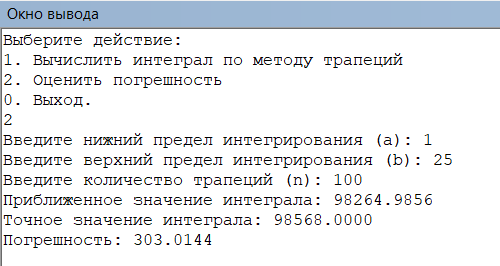 Окно вывода
Выберите действие:
1. Вычислить интеграл по методу трапеций
2. Оценить погрешность
0. Выход.
2
Введите нижний предел интегрирования (a): 1
Введите верхний предел интегрирования (b): 25
Введите количество трапеций (n): 100
Приближенное значение интеграла: 98264.9856
Точное значение интеграла: 98568.0000
Погрешность: 303.0144